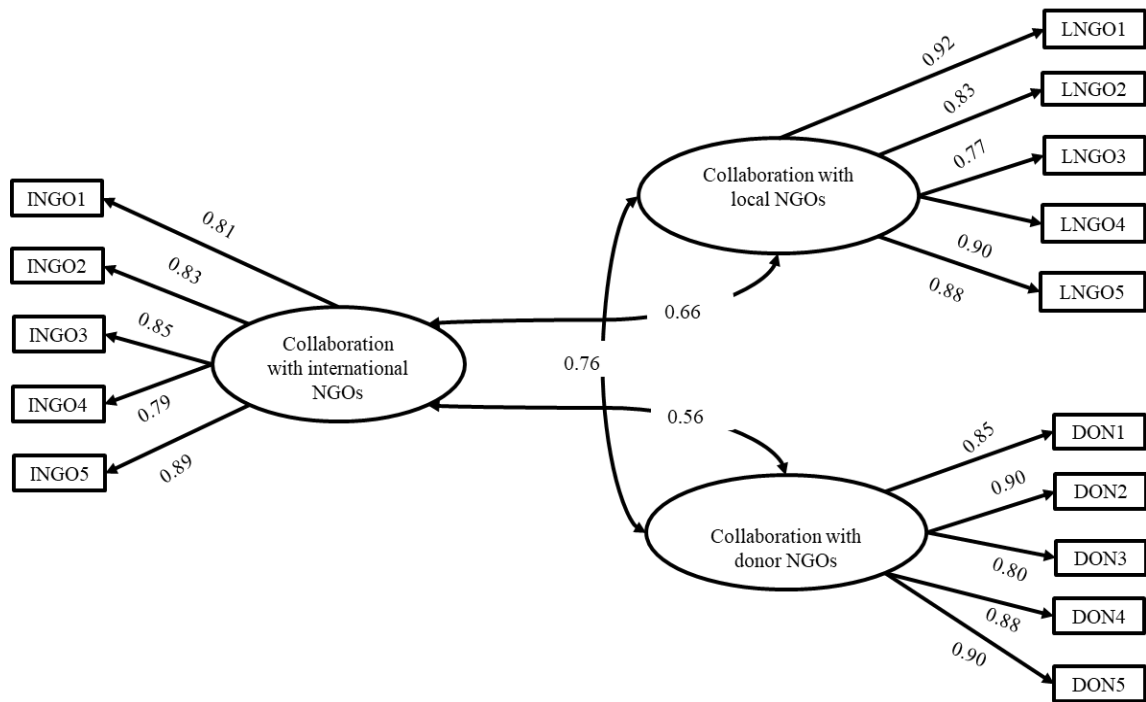 INGO1
INGO2
INGO3
INGO4
INGO5
0.81
0.83
0.85
0.79
0.89
Collaboration
with international
NGOs
0.66
0.76
0.56
Collaboration with
local NGOs
0.92
0.83
0.77
0.90
0.88
LNGO1
LNGO2
LNGO3
LNGO4
LNGO5
Collaboration with
donor NGOs
0.85
0.90
0.80
0.88
0.90
DON1
DON2
DON3
DON4
DON5